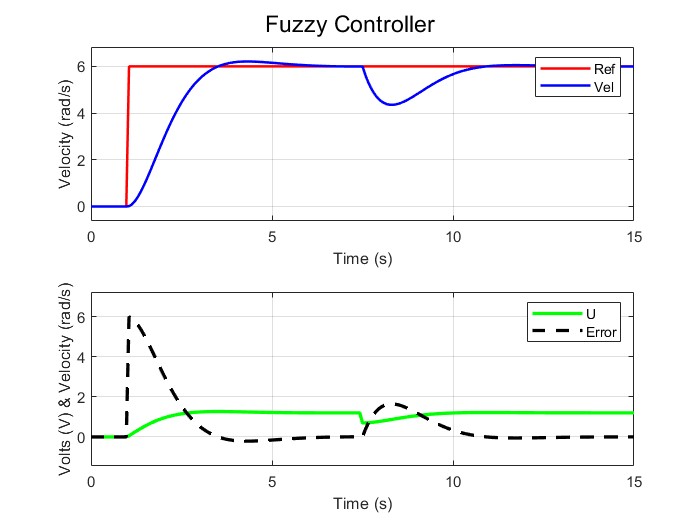 Fuzzy Controller
Velocity (rad/s)
6
4
2
0
Ref
Vel
0 5 10 15
Time (s)
Volts (V) & Velocity (rad/s)
6
4
2
0
U
Error
0 5 10 15
Time (s)